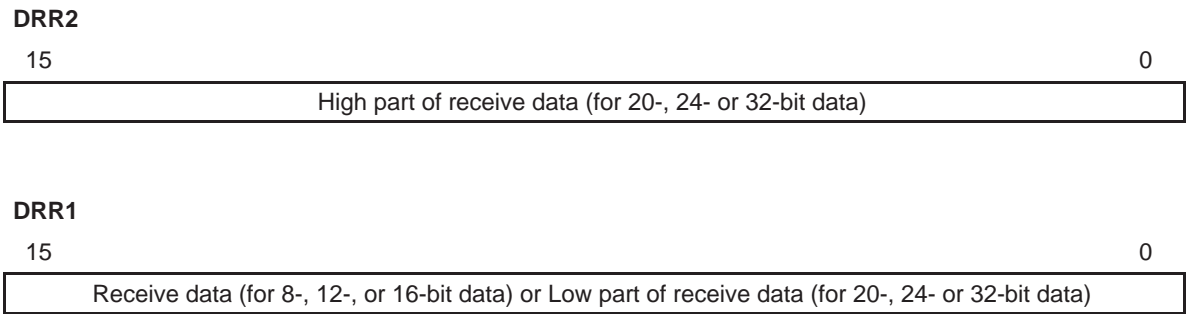 DRR2
15 0
High part of receive data (for 20-, 24- or 32-bit data)
DRR1
15 0
Receive data (for 8-, 12-, or 16-bit data) or Low part of receive data (for 20-, 24- or 32-bit data)